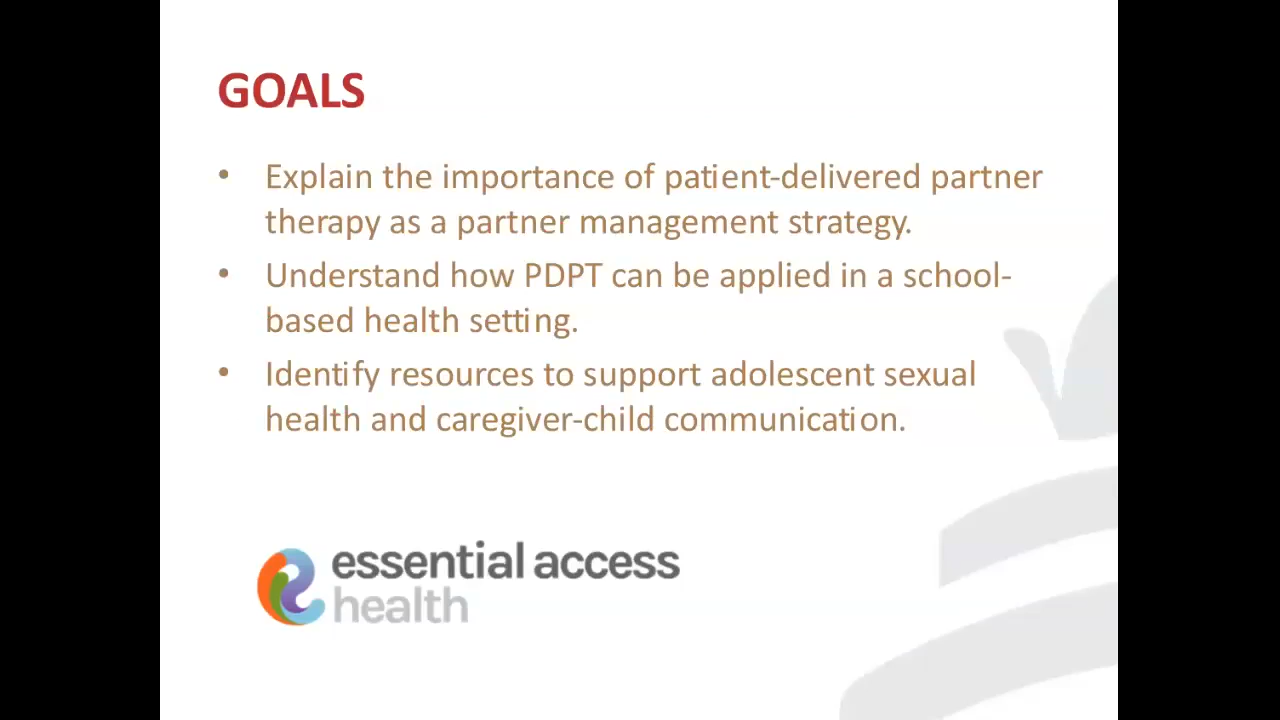 GOALS
• Explain the importance of patient-delivered partner
therapy as a partner management strategy.
• Understand how PDPT can be applied in a school-
based health setting.
• Identify resources to support adolescent sexual
health and caregiver-child communication.
essential access
health